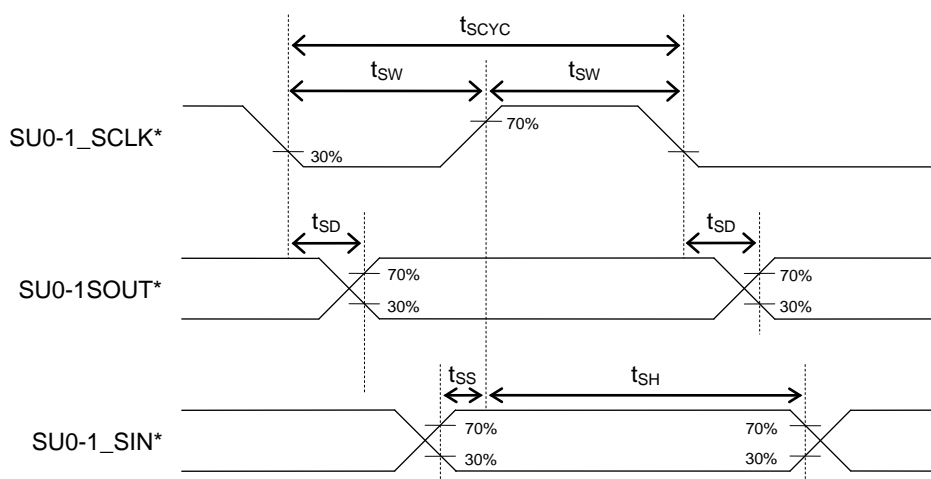 tSCYC
tSW tSW
SU0-1_SCLK* 30% 70%
tSD tSD
SU0-1SOUT* 70% 70%
30% 30%
tSS tSH
SU0-1_SIN* 70% 70%
30% 30%